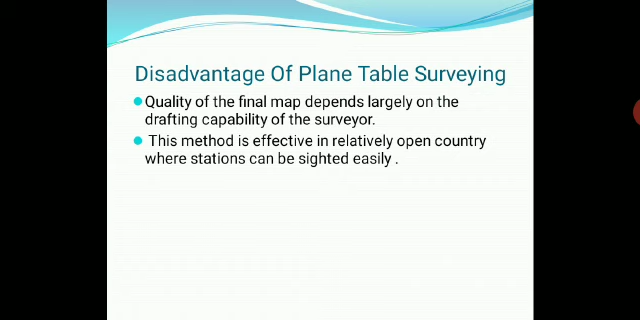 Disadvantage Of Plane Table Surveying
Quality of the final map depends largely on the
drafting capability of the surveyor.
This method is effective in relatively open country
where stations can be sighted easily .